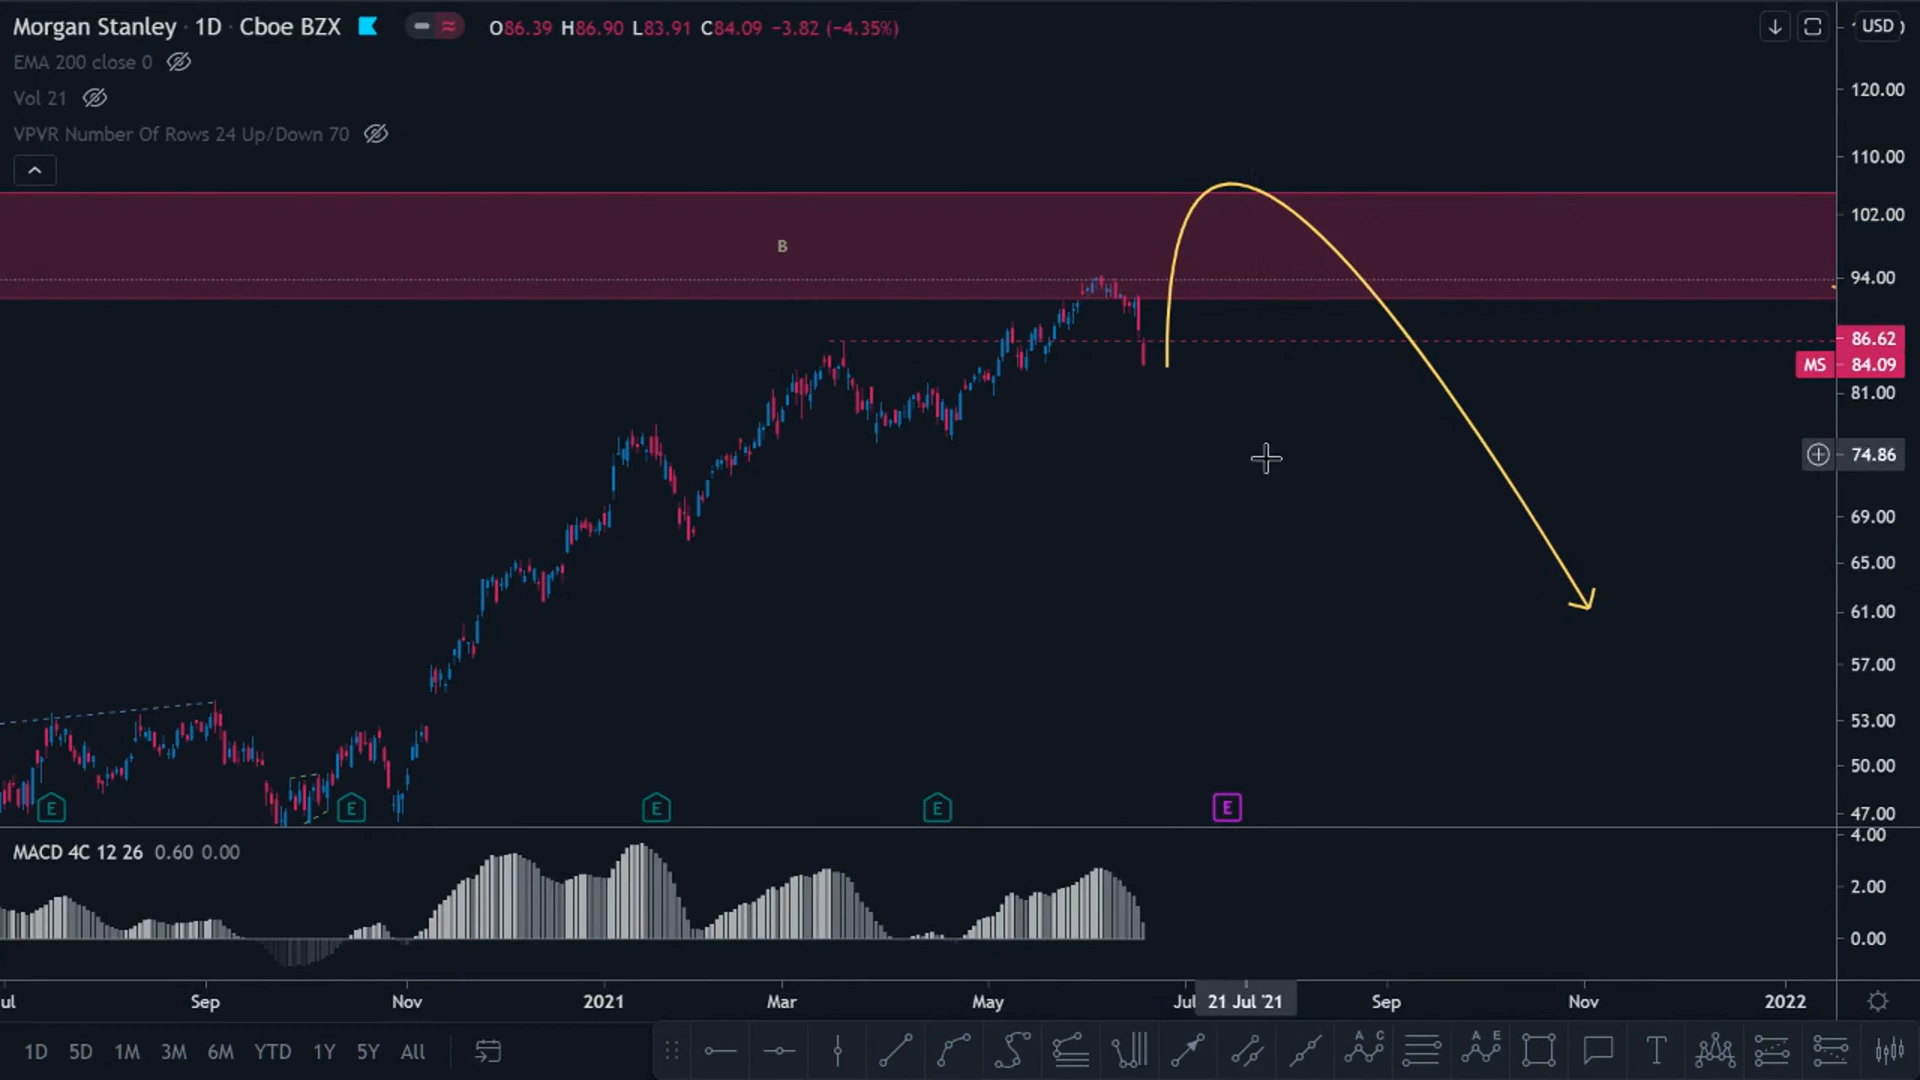 Morgan Stanley · 1D · Cboe BZX
O86.39 H86.90 L83.91 C84.09 −3.82 (−4.35%)
USD
EMA 200 close 0
Vol 21
VPVR Number Of Rows 24 Up/Down 70
B
120.00
110.00
102.00
94.00
86.62
MS 84.09
81.00
74.86
69.00
65.00
61.00
57.00
53.00
50.00
47.00
E E E E E
MACD 4C 12 26 0.60 0.00
4.00
2.00
0.00
ul Sep Nov 2021 Mar May Jul 21 Jul '21 Sep Nov 2022
1D 5D 1M 3M 6M YTD 1Y 5Y All
A C
A E
T